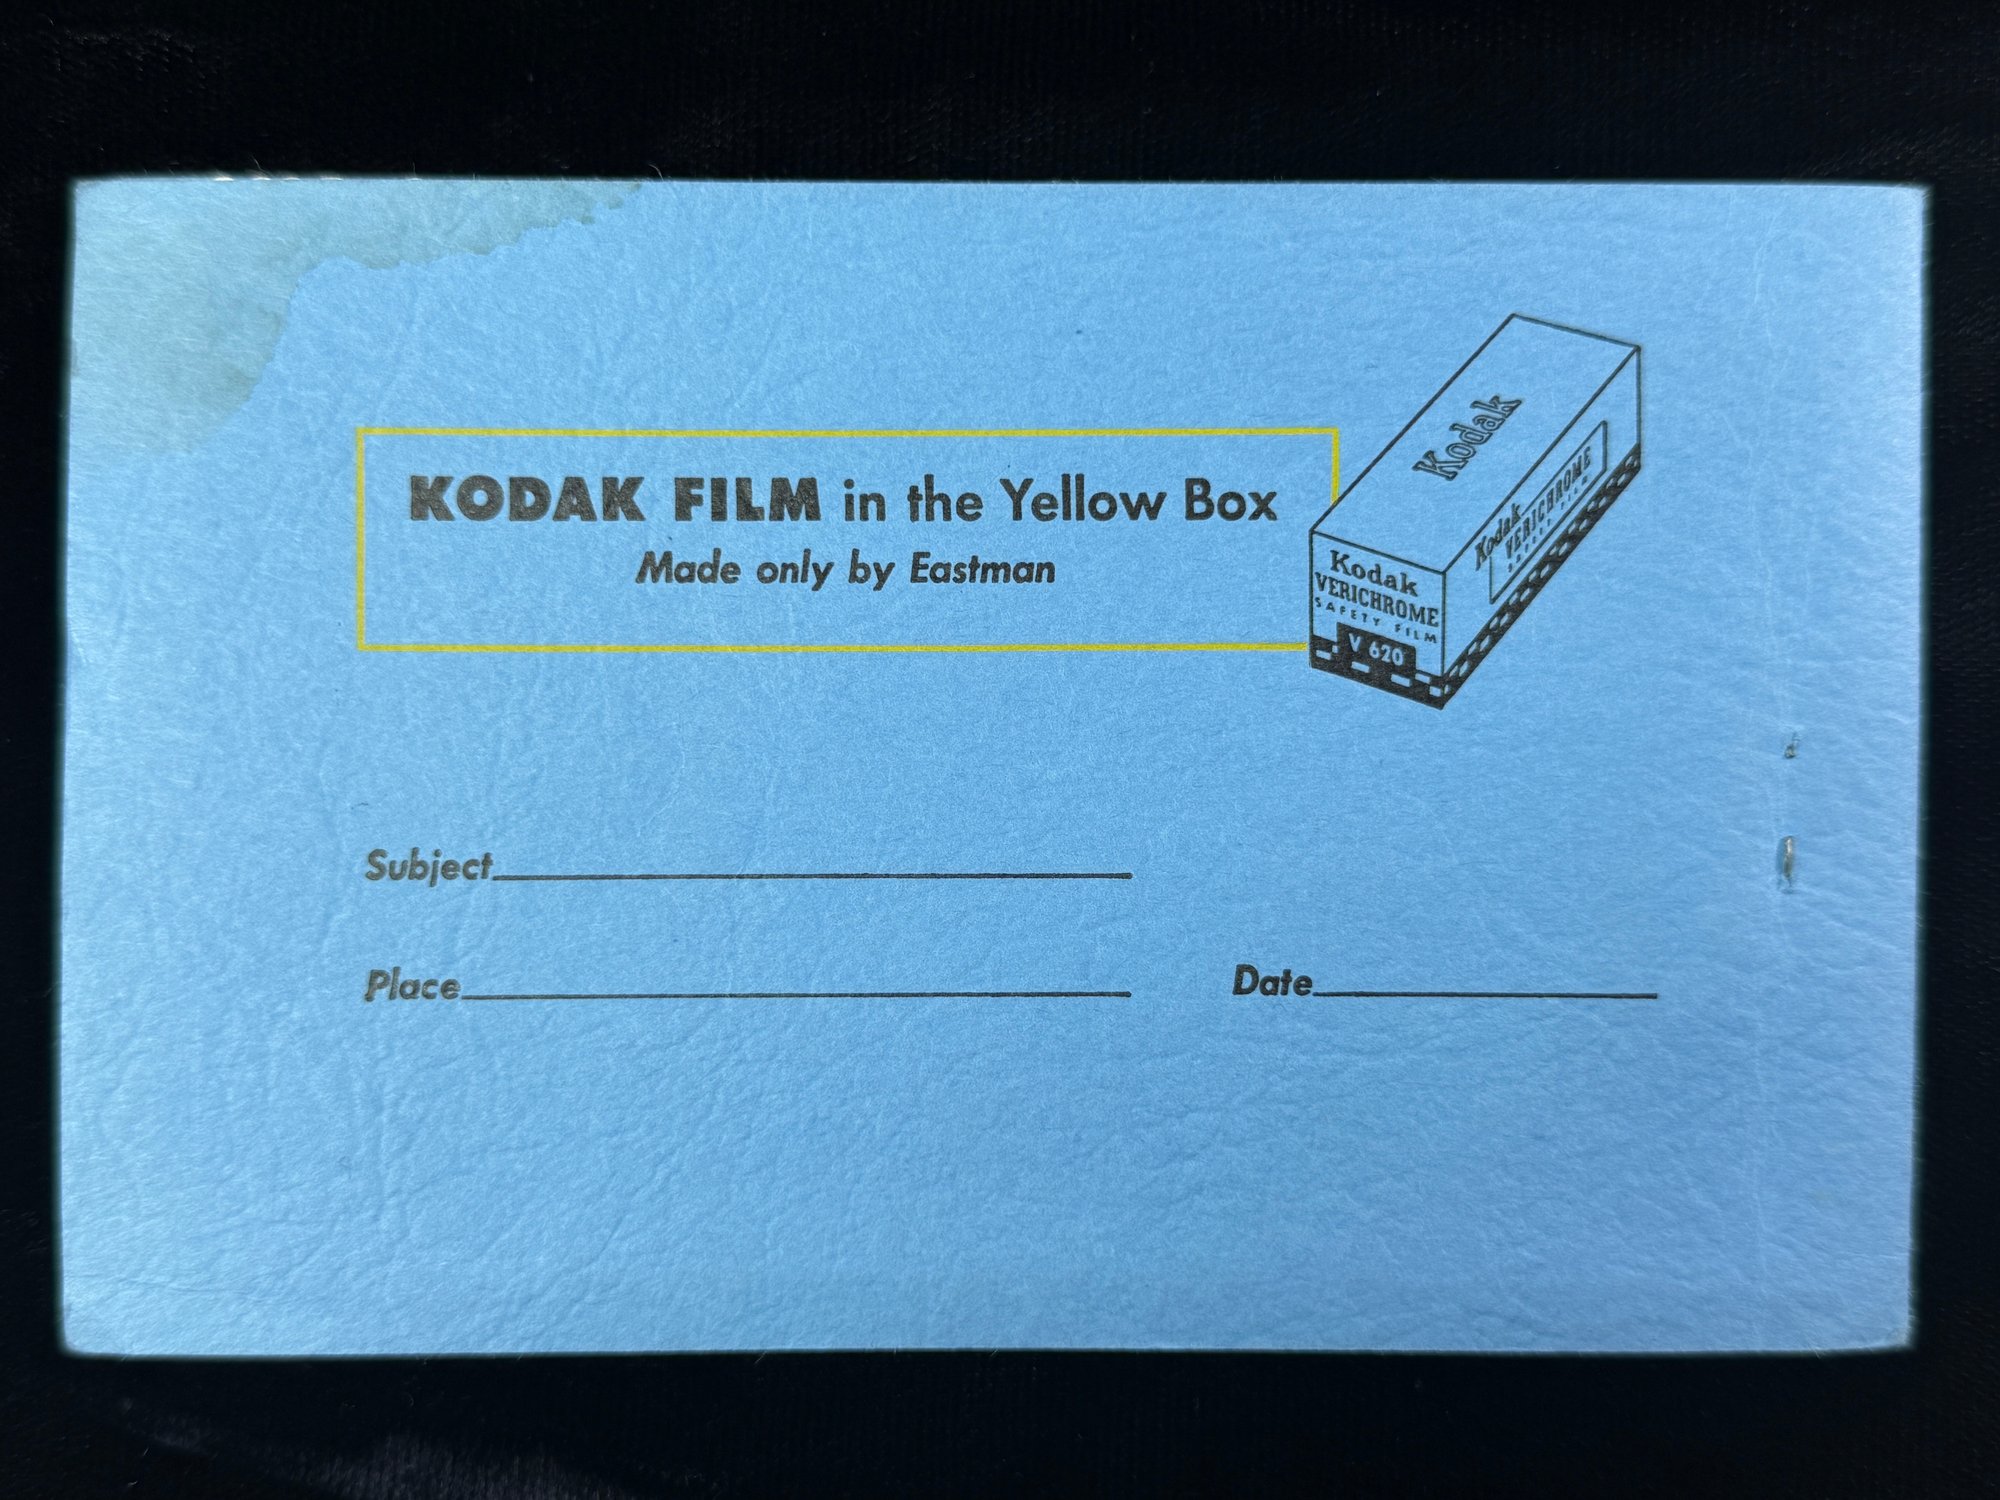 KODAK FILM in the Yellow Box
Made only by Eastman
Kodak
Kodak
VERICHROME
SAFETY FILM
V 620
Kodak
VERICHROME
SAFETY FILM
Subject
Place
Date